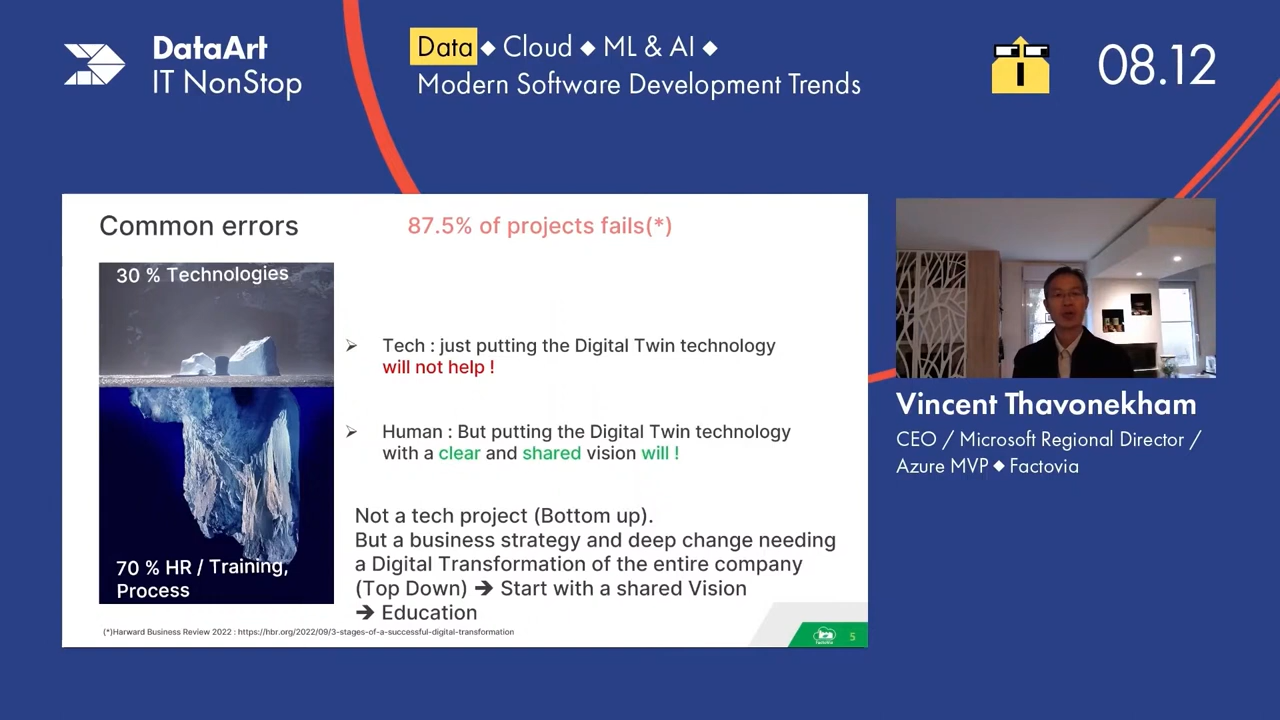 DataArt
IT NonStop
Data ◆ Cloud ◆ ML & AI ◆
Modern Software Development Trends
08.12
Common errors
87.5% of projects fails(*)
30 % Technologies
➢ Tech : just putting the Digital Twin technology
will not help !
➢ Human : But putting the Digital Twin technology
with a clear and shared vision will !
70 % HR / Training,
Process
Not a tech project (Bottom up).
But a business strategy and deep change needing
a Digital Transformation of the entire company
(Top Down) ➔ Start with a shared Vision
➔ Education
(*)Harward Business Review 2022 : https://hbr.org/2022/09/3-stages-of-a-successful-digital-transformation
5
Vincent Thavonekham
CEO / Microsoft Regional Director /
Azure MVP ◆ Factovia